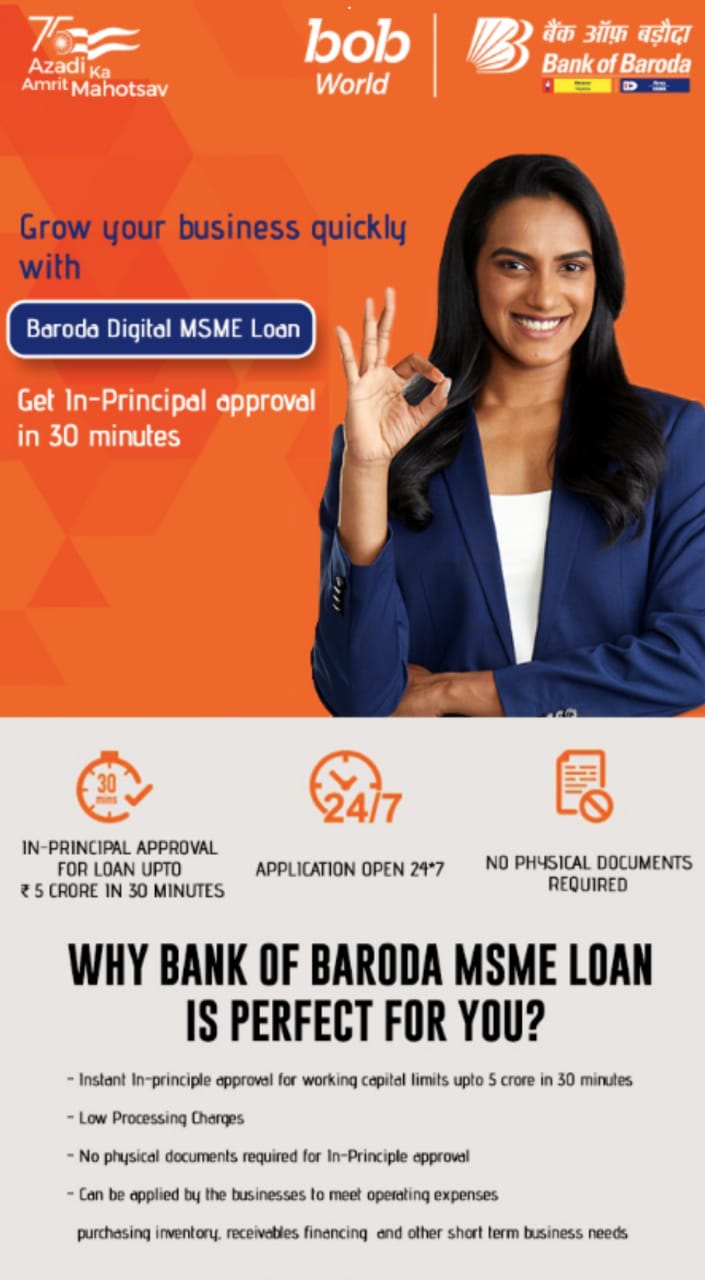 75
Azadi Ka
Amrit Mahotsav
bob
World
बैंक ऑफ़ बड़ौदा
Bank of Baroda
Grow your business quickly
with
Baroda Digital MSME Loan
Get In-Principal approval
in 30 minutes
30
mins
IN-PRINCIPAL APPROVAL
FOR LOAN UPTO
₹ 5 CRORE IN 30 MINUTES
24/7
APPLICATION OPEN 24*7
NO PHYSICAL DOCUMENTS
REQUIRED
WHY BANK OF BARODA MSME LOAN
IS PERFECT FOR YOU?
- Instant In-principle approval for working capital limits upto 5 crore in 30 minutes
- Low Processing Charges
- No physical documents required for In-Principle approval
- Can be applied by the businesses to meet operating expenses
purchasing inventory, receivables financing and other short term business needs